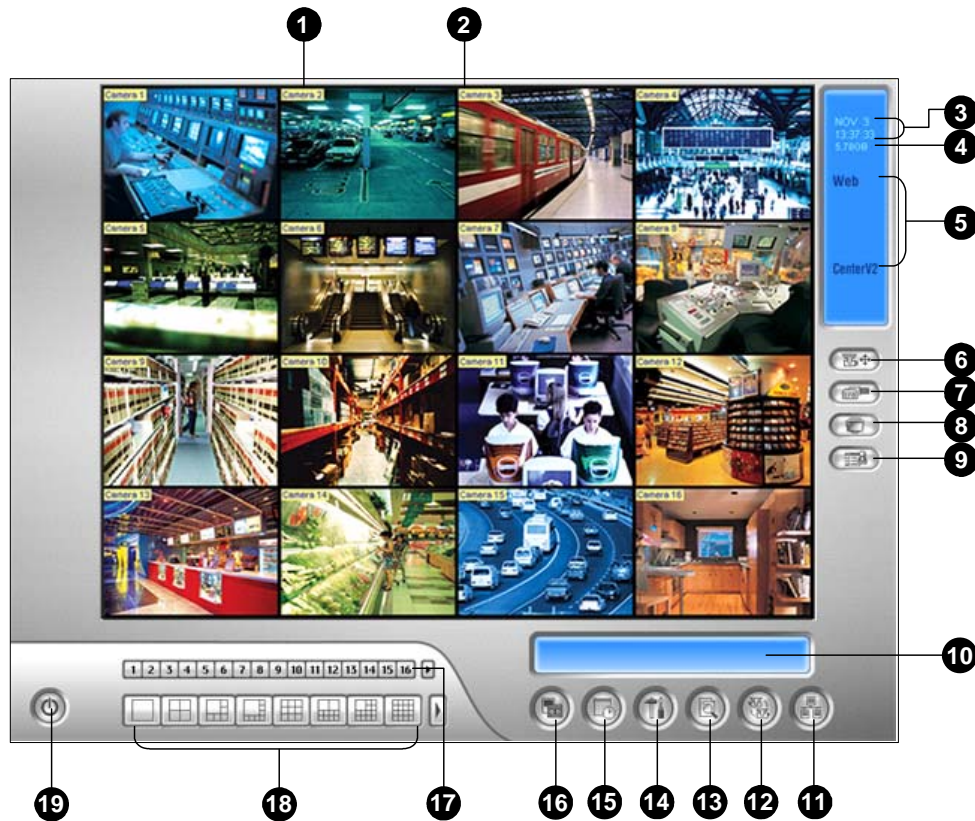 1 2
Camera 1 Camera 2 Camera 3 Camera 4
NOV 3
13:37:33
5.78GB
3
4
Web
5
CenterV2
Camera 5 Camera 6 Camera 7 Camera 8
6
7
8
9
Camera 9 Camera 10 Camera 11 Camera 12
Camera 13 Camera 14 Camera 15 Camera 16
10
1 2 3 4 5 6 7 8 9 10 11 12 13 14 15 16
19 18 17 16 15 14 13 12 11